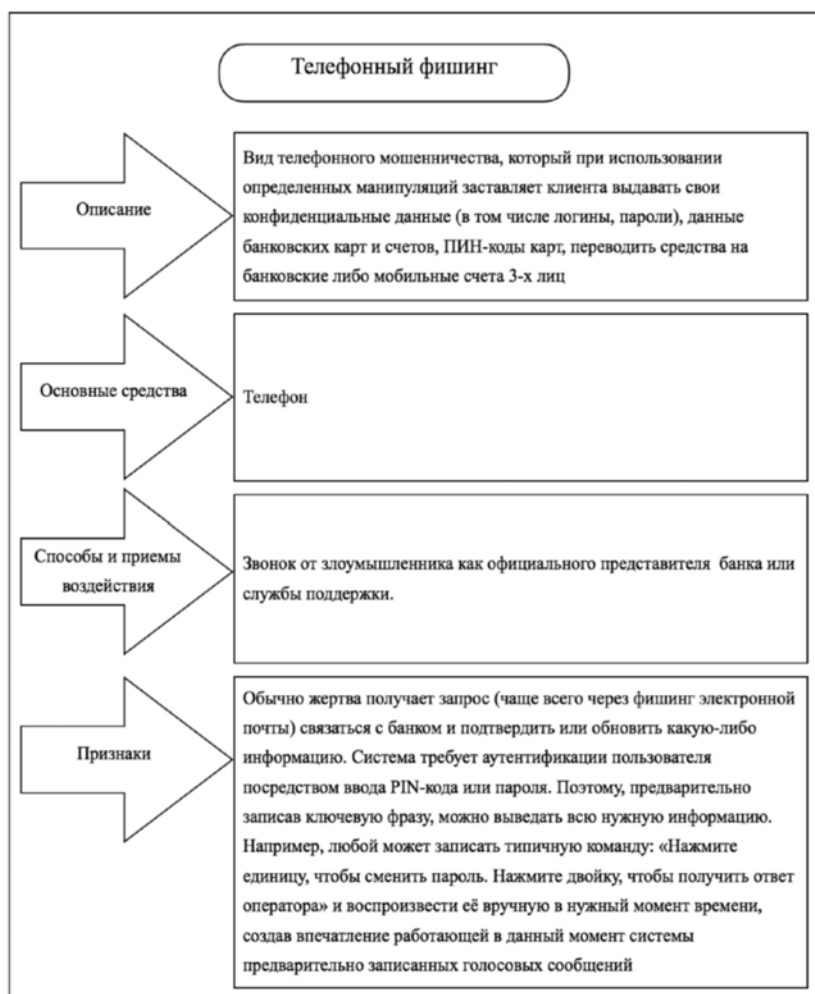 Телефонный фишинг
Описание
Вид телефонного мошенничества, который при использовании
определенных манипуляций заставляет клиента выдавать свои
конфиденциальные данные (в том числе логины, пароли), данные
банковских карт и счетов, ПИН-коды карт, переводить средства на
банковские либо мобильные счета 3-х лиц
Основные средства
Телефон
Способы и приемы
воздействия
Звонок от злоумышленника как официального представителя банка или
службы поддержки.
Признаки
Обычно жертва получает запрос (чаще всего через фишинг электронной
почты) связаться с банком и подтвердить или обновить какую-либо
информацию. Система требует аутентификации пользователя
посредством ввода PIN-кода или пароля. Поэтому, предварительно
записав ключевую фразу, можно выведать всю нужную информацию.
Например, любой может записать типичную команду: «Нажмите
единицу, чтобы сменить пароль. Нажмите двойку, чтобы получить ответ
оператора» и воспроизвести её вручную в нужный момент времени,
создав впечатление работающей в данный момент системы
предварительно записанных голосовых сообщений